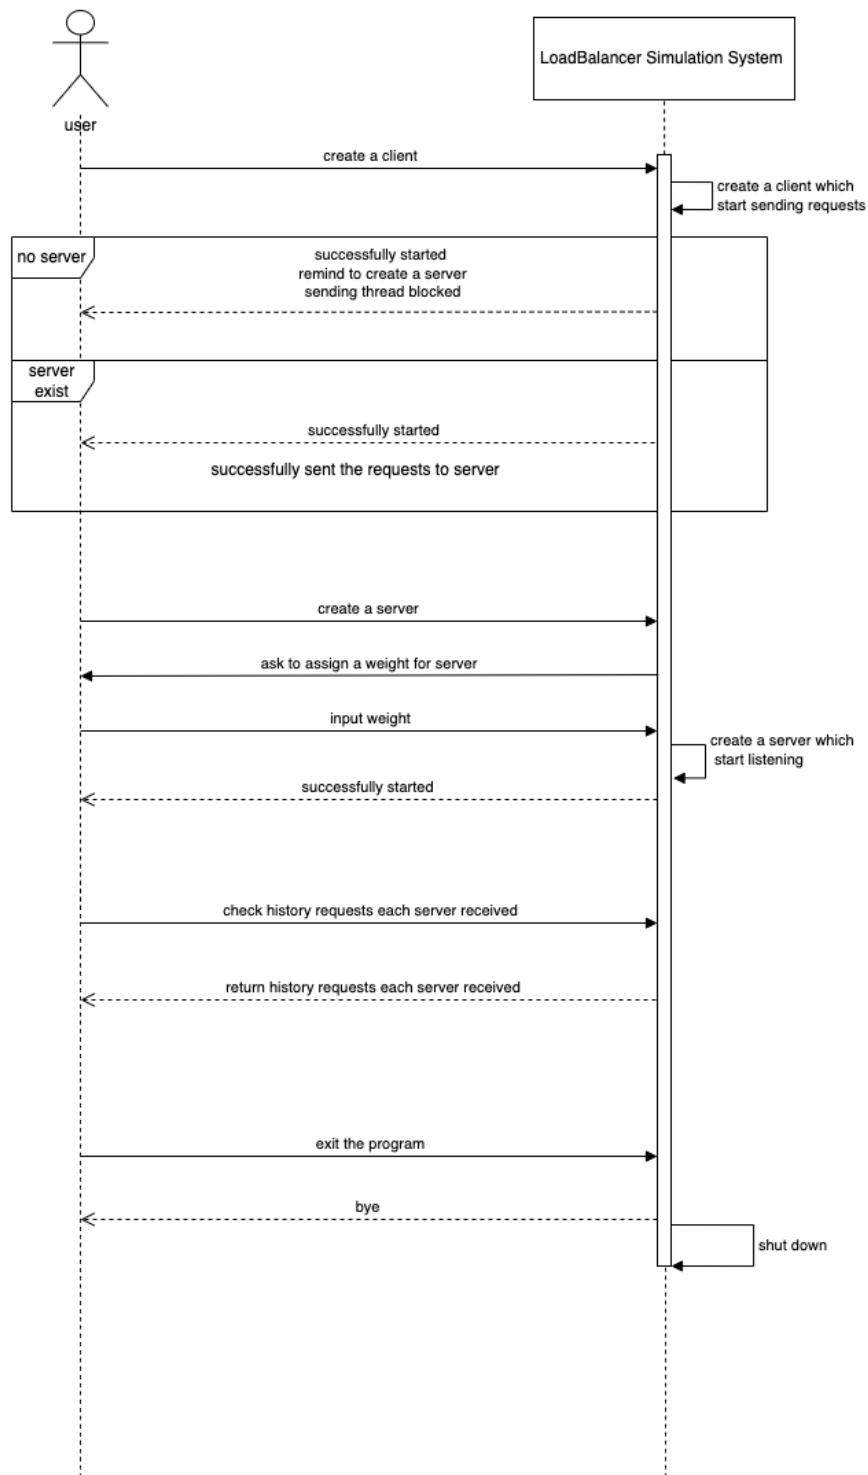 LoadBalancer Simulation System
user
create a client
create a client which
start sending requests
no server
successfully started
remind to create a server
sending thread blocked
server
exist
successfully started
successfully sent the requests to server
create a server
ask to assign a weight for server
input weight
create a server which
start listening
successfully started
check history requests each server received
return history requests each server received
exit the program
bye
shut down